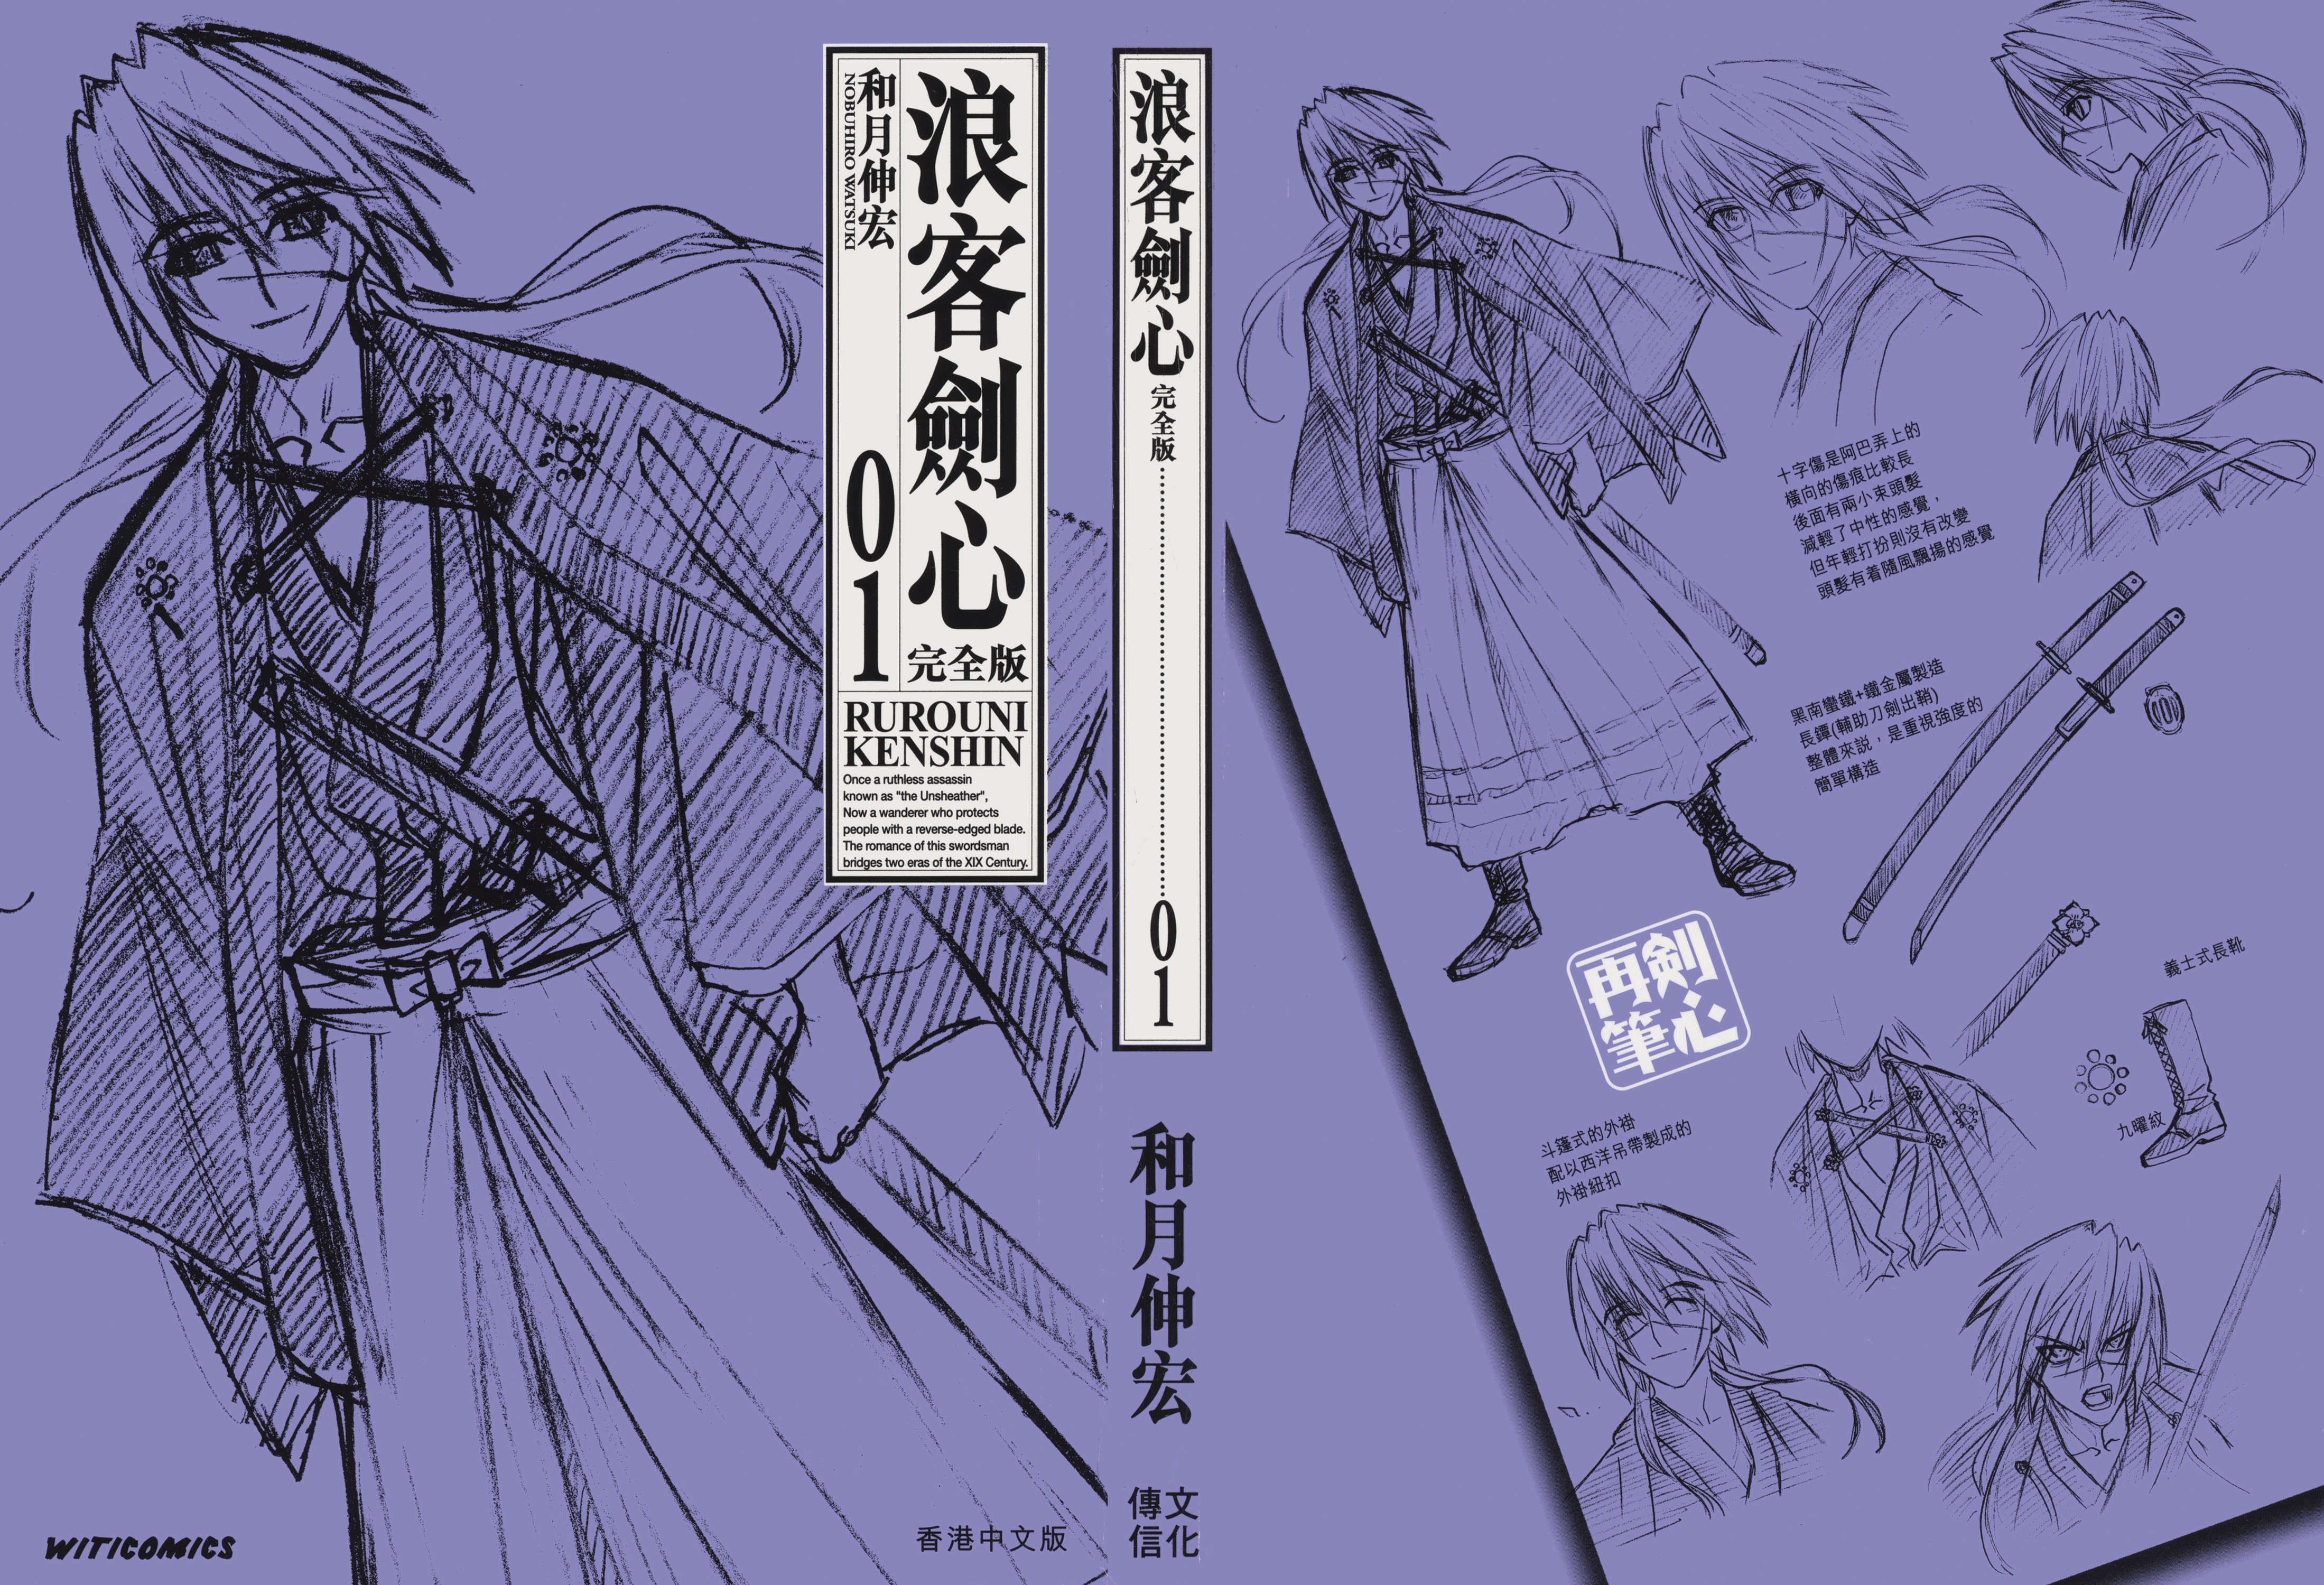 浪客劍心
完全版
和月伸宏
NOBUHIRO WATSUKI
01
RUROUNI
KENSHIN
Once a ruthless assassin
known as "the Unsheather",
Now a wanderer who protects
people with a reverse-edged blade.
The romance of this swordsman
bridges two eras of the XIX Century.
WITICOMICS
香港中文版
浪客劍心
完全版
01
和月伸宏
文化
傳信
十字傷是阿巴弄上的
橫向的傷痕比較長
後面有兩小束頭髮
減輕了中性的感覺，
但年輕打扮則沒有改變
頭髮有着隨風飄揚的感覺
黑南蠻鐵+鐵金屬製造
長鐔(輔助刀劍出鞘)
整體來説，是重視強度的
簡單構造
剣心
再筆
義士式長靴
九曜紋
斗篷式的外褂
配以西洋吊帶製成的
外褂紐扣